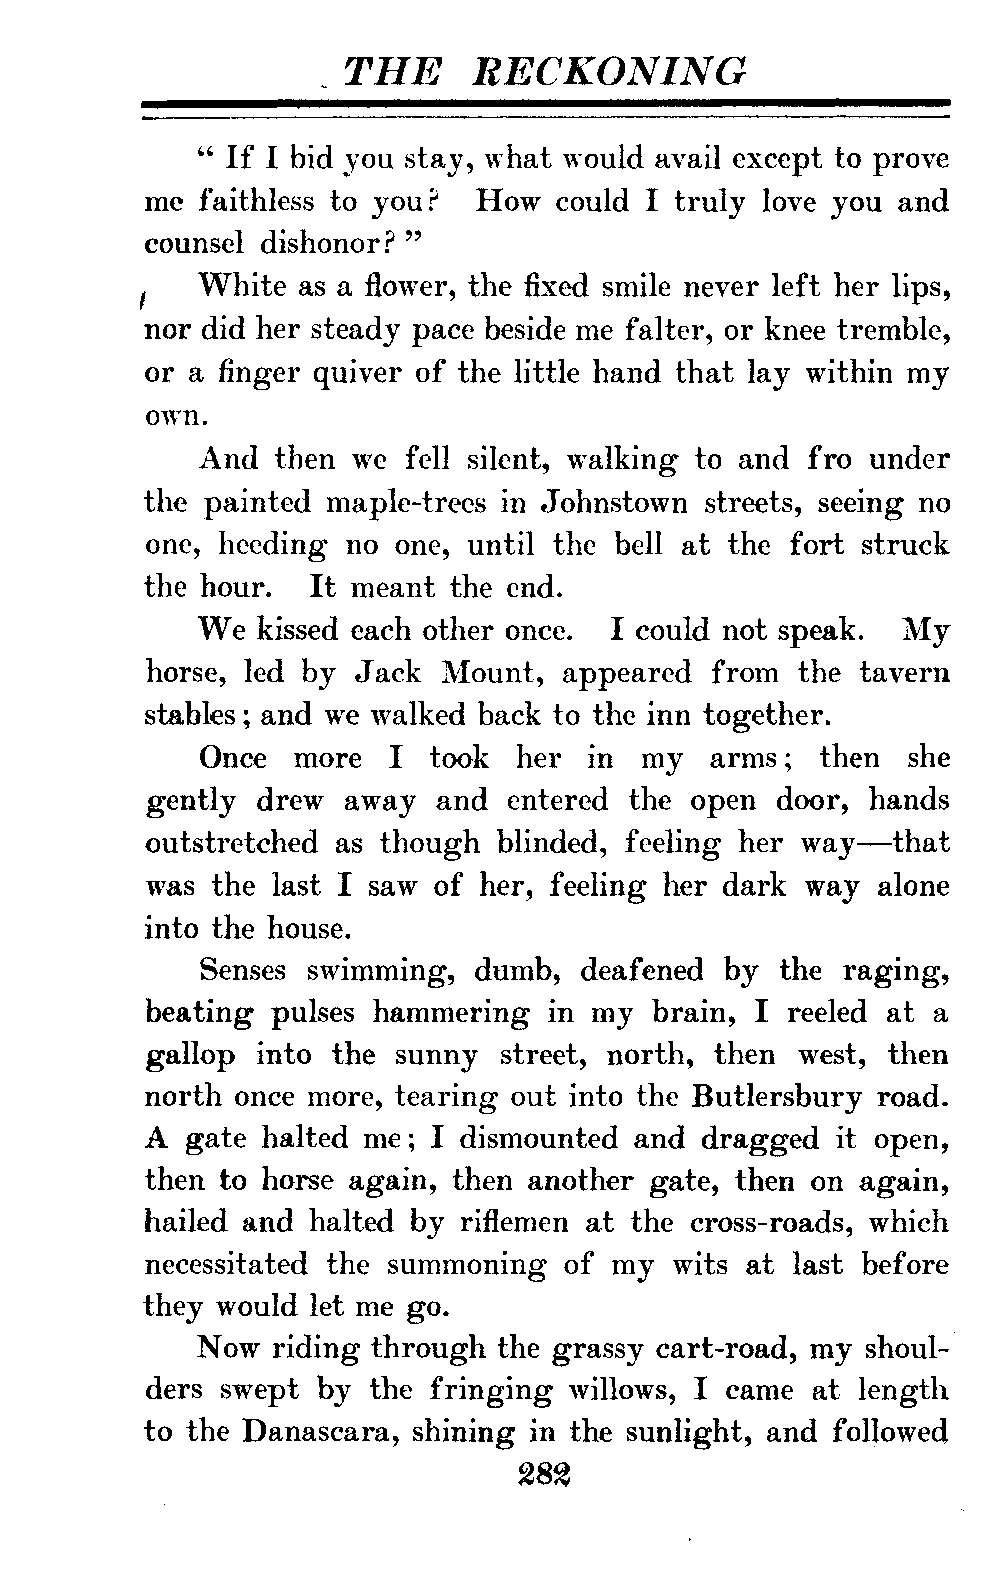 THE RECKONING
“ If I bid you stay, what would avail except to prove
me faithless to you? How could I truly love you and
counsel dishonor? ”
White as a flower, the fixed smile never left her lips,
nor did her steady pace beside me falter, or knee tremble,
or a finger quiver of the little hand that lay within my
own.
And then we fell silent, walking to and fro under
the painted maple-trees in Johnstown streets, seeing no
one, heeding no one, until the bell at the fort struck
the hour. It meant the end.
We kissed each other once. I could not speak. My
horse, led by Jack Mount, appeared from the tavern
stables; and we walked back to the inn together.
Once more I took her in my arms; then she
gently drew away and entered the open door, hands
outstretched as though blinded, feeling her way—that
was the last I saw of her, feeling her dark way alone
into the house.
Senses swimming, dumb, deafened by the raging,
beating pulses hammering in my brain, I reeled at a
gallop into the sunny street, north, then west, then
north once more, tearing out into the Butlersbury road.
A gate halted me; I dismounted and dragged it open,
then to horse again, then another gate, then on again,
hailed and halted by riflemen at the cross-roads, which
necessitated the summoning of my wits at last before
they would let me go.
Now riding through the grassy cart-road, my shoul-
ders swept by the fringing willows, I came at length
to the Danascara, shining in the sunlight, and followed
282